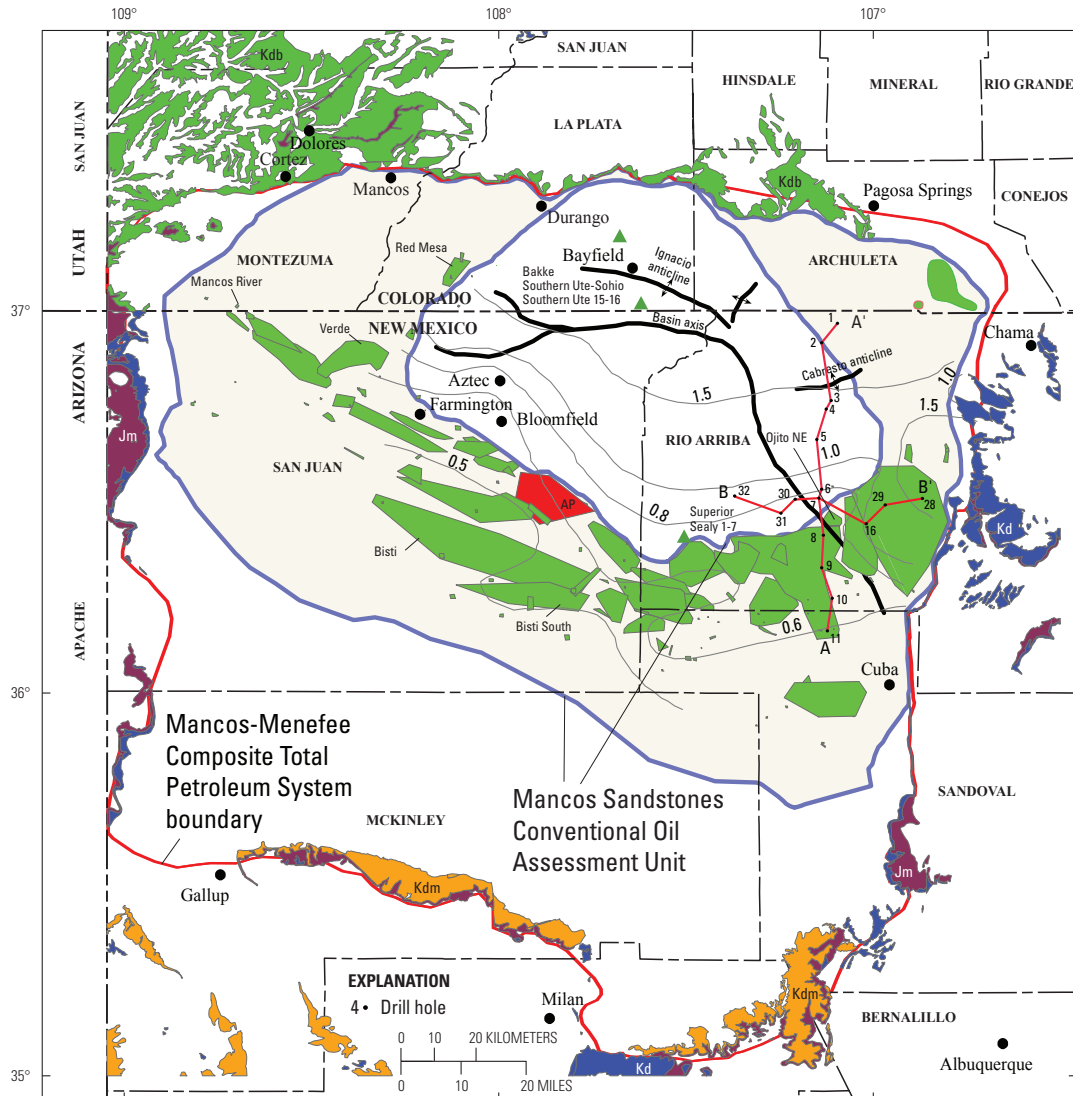 109°
108°
107°
SAN JUAN
HINSDALE
MINERAL
RIO GRANDE
Kdb
LA PLATA
SAN JUAN
Dolores
Cortez
Mancos
Kdb
Pagosa Springs
CONEJOS
Durango
UTAH
MONTEZUMA
Red Mesa
Bayfield
Ignacio
anticline
ARCHULETA
Mancos River
Bakke
Southern Ute-Sohio
Southern Ute 15-16
COLORADO
NEW MEXICO
37°
Verde
Basin axis
1
A'
2
Chama
ARIZONA
Cabresto anticline
1.0
Aztec
1.5
3
4
1.5
Farmington
Bloomfield
Jm
RIO ARRIBA
Ojito NE
5
1.0
SAN JUAN
0.5
B
32
6
30
7
29
B'
28
AP
0.8
31
16
Superior
Sealy 1-7
8
Kd
Bisti
9
10
Bisti South
0.6
11
A
APACHE
Cuba
36°
Mancos-Menefee
Composite Total
Petroleum System
boundary
Mancos Sandstones
Conventional Oil
Assessment Unit
SANDOVAL
MCKINLEY
Jm
Gallup
Kdm
EXPLANATION
4 • Drill hole
Milan
Kdm
BERNALILLO
0 20 KILOMETERS
Albuquerque
0 10 20 MILES
Kd
35°